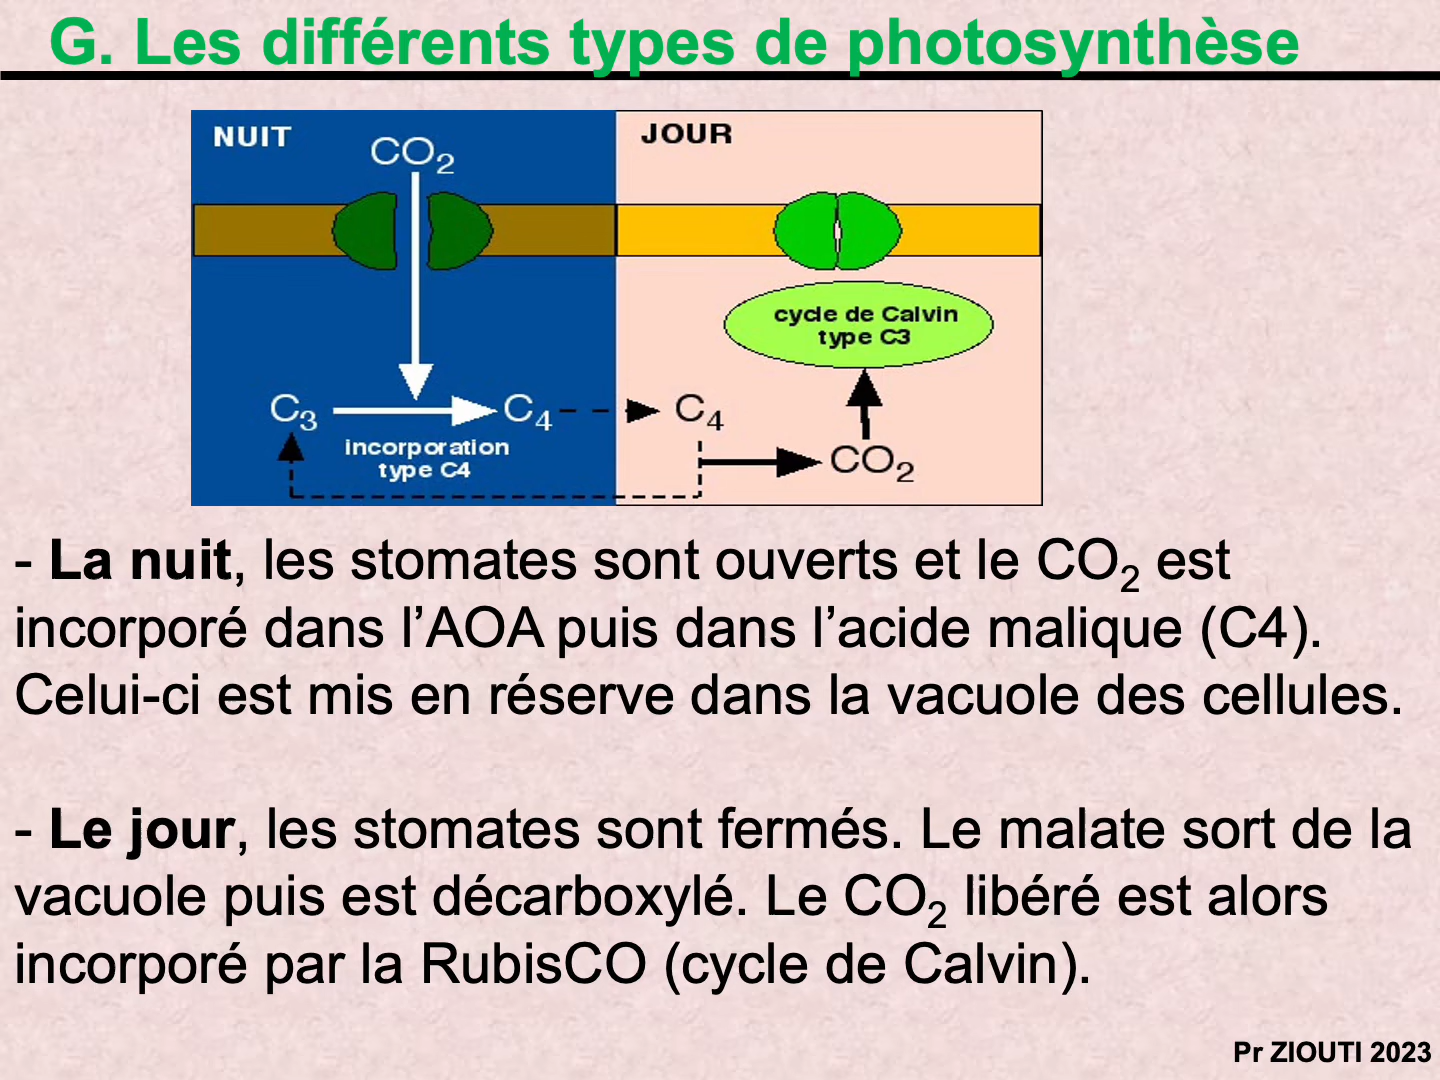 G. Les différents types de photosynthèse
NUIT
CO₂
C₃
C₄
incorporation
type C4
JOUR
cycle de Calvin
type C3
C₄
CO₂
- La nuit, les stomates sont ouverts et le CO₂ est
incorporé dans l’AOA puis dans l’acide malique (C4).
Celui-ci est mis en réserve dans la vacuole des cellules.
- Le jour, les stomates sont fermés. Le malate sort de la
vacuole puis est décarboxylé. Le CO₂ libéré est alors
incorporé par la RubisCO (cycle de Calvin).
Pr ZIOUTI 2023